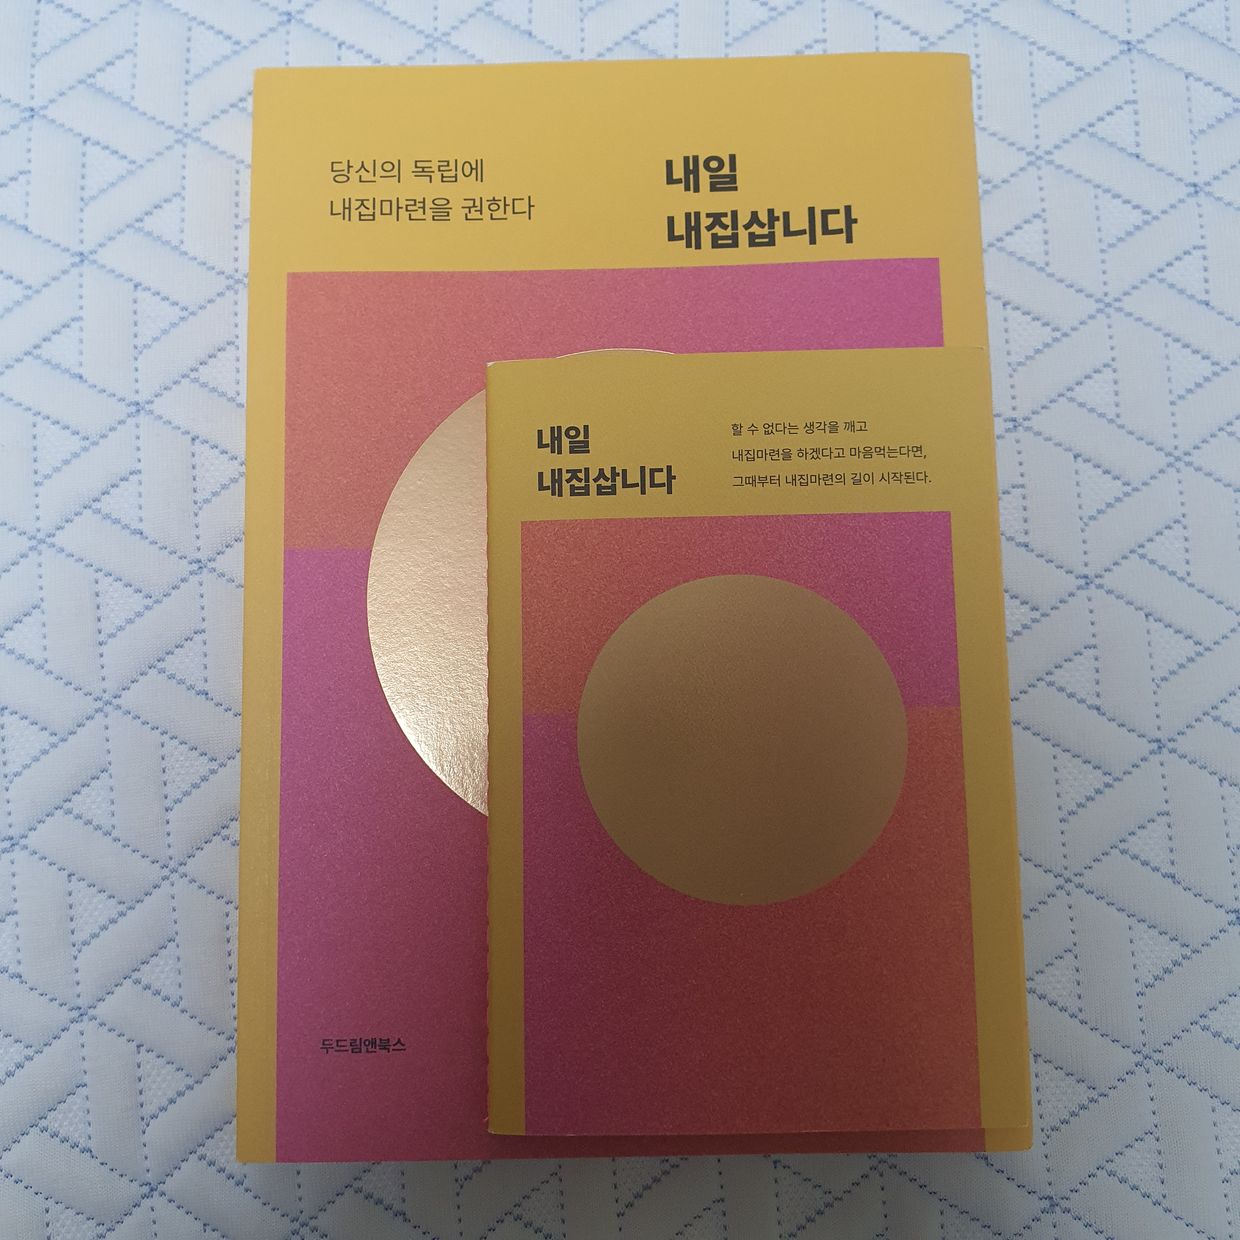 당신의 독립에
내집마련을 권한다
내일
내집삽니다
내일
내집삽니다
할 수 없다는 생각을 깨고
내집마련을 하겠다고 마음먹는다면,
그때부터 내집마련의 길이 시작된다.
두드림앤북스